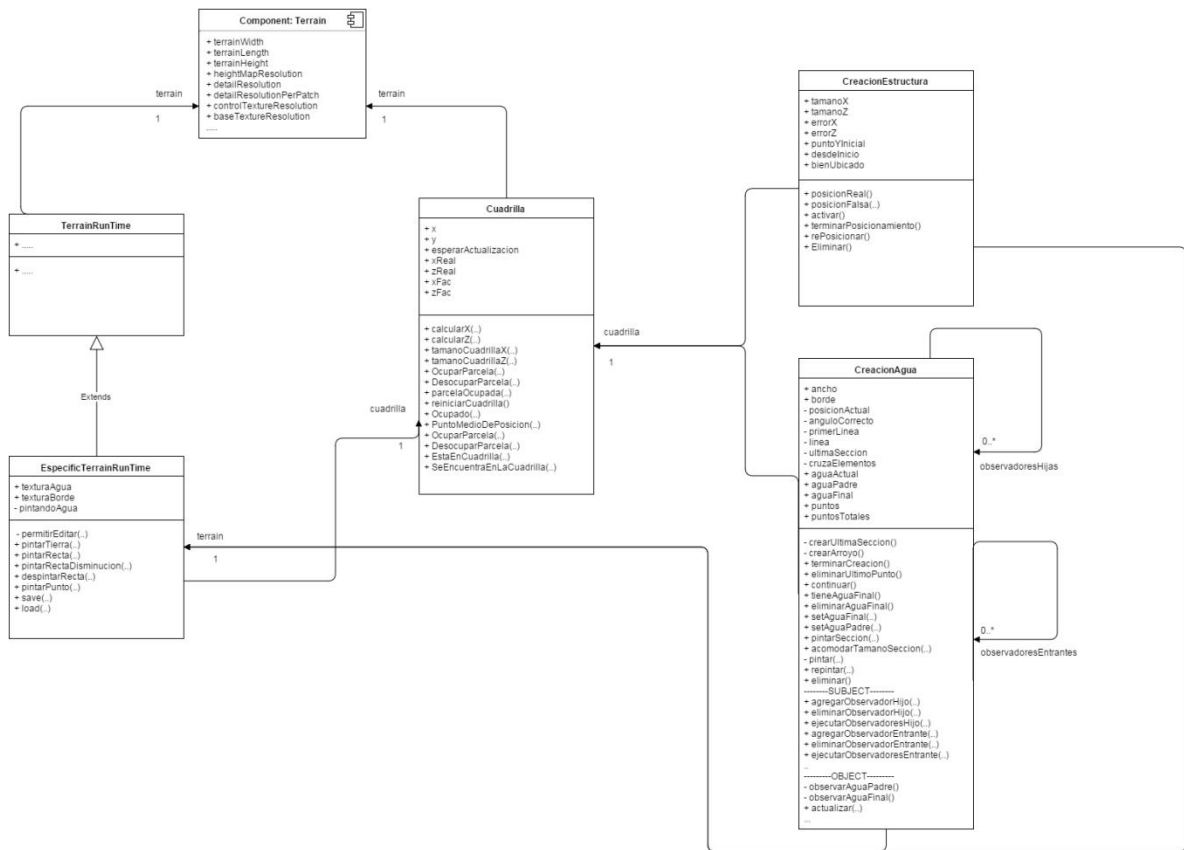 Component: Terrain
+ terrainWidth
+ terrainLength
+ terrainHeight
+ heightMapResolution
+ detailResolution
+ detailResolutionPerPatch
+ controlTextureResolution
+ baseTextureResolution
.....
terrain
1
terrain
1
TerrainRunTime
+ .....
+ .....
Extends
EspecificTerrainRunTime
+ texturaAgua
+ texturaBorde
- pintandoAgua
- permitirEditar(..)
+ pintarTierra(..)
+ pintarRecta(..)
+ pintarRectaDisminucion(..)
+ despintarRecta(..)
+ pintarPunto(..)
+ save(..)
+ load(..)
Cuadrilla
+ x
+ y
+ esperarActualizacion
+ xReal
+ zReal
+ xFac
+ zFac
+ calcularX(..)
+ calcularZ(..)
+ tamanoCuadrillaX(..)
+ tamanoCuadrillaZ(..)
+ OcuparParcela(..)
+ DesocuparParcela(..)
+ parcelaOcupada(..)
+ reiniciarCuadrilla()
+ Ocupado(..)
+ PuntoMedioDePosicion(..)
+ OcuparParcela(..)
+ DesocuparParcela(..)
+ EstaEnCuadrilla(..)
+ SeEncuentraEnLaCuadrilla(..)
cuadrilla
1
terrain
1
cuadrilla
1
CreacionEstructura
+ tamanoX
+ tamanoZ
+ errorX
+ errorZ
+ puntoYInicial
+ desdeInicio
+ bienUbicado
+ posicionReal()
+ posicionFalsa(..)
+ activar()
+ terminarPosicionamiento()
+ rePosicionar()
+ Eliminar()
CreacionAgua
+ ancho
+ borde
- posicionActual
- anguloCorrecto
- primerLinea
- linea
- ultimaSeccion
- cruzaElementos
+ aguaActual
+ aguaPadre
+ aguaFinal
+ puntos
+ puntosTotales
- crearUltimaSeccion()
- crearArroyo()
+ terminarCreacion()
+ eliminarUltimoPunto()
+ continuar()
+ tieneAguaFinal()
+ eliminarAguaFinal()
+ setAguaFinal(..)
+ setAguaPadre(..)
+ pintarSeccion(..)
+ acomodarTamanoSeccion(..)
- pintar(..)
+ repintar(..)
+ eliminar()
--------SUBJECT--------
+ agregarObservadorHijo(..)
+ eliminarObservadorHijo(..)
+ ejecutarObservadoresHijo(..)
+ agregarObservadorEntrante(..)
+ eliminarObservadorEntrante(..)
+ ejecutarObservadoresEntrante(..)
..
---------OBJECT---------
- observarAguaPadre()
- observarAguaFinal()
+ actualizar(..)
...
0..*
observadoresHijas
0..*
observadoresEntrantes